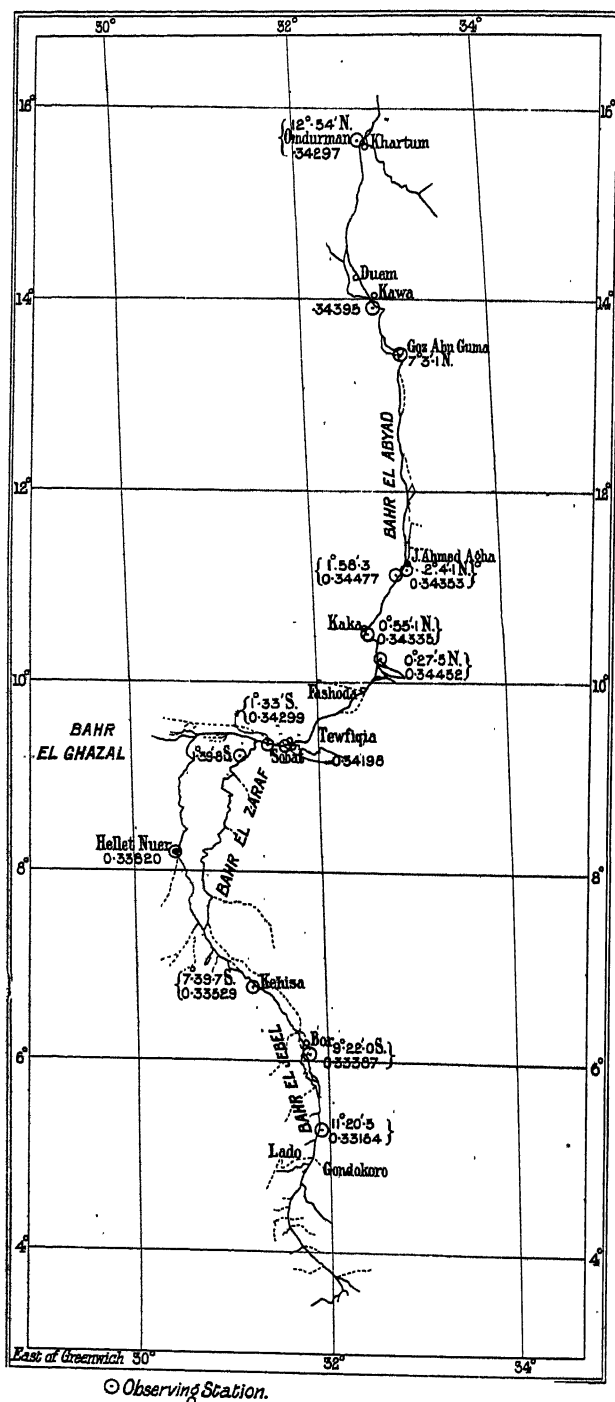 30°
32°
34°
16°
16°
12°·54′N.
Omdurman
·34297
Khartum
Duem
Kawa
14°
14°
·34395
Goz Abu Guma
7°3·1N.
BAHR EL ABYAD
12°
12°
J. Ahmed Agha
1°.58′.3
0.34477
2°4′.1N.
0.34353
Kaka
0°.55′.1N.
0.34335
0°.27′.5N.
0.34452
10°
10°
Fashoda
1°.33′S.
0.34299
BAHR
EL GHAZAL
Tewfiqia
Sobat
0.34198
BAHR EL ZARAF
Hellet Nuer
0.33820
8°
8°
7°.39.7S.
0.33529
Kenisa
Bor
9°22′.0S.
0.33387
6°
6°
BAHR EL JEBEL
11°20′.5
0.33184
Lado
Gondokoro
4°
4°
East of Greenwich
30°
32°
34°
Observing Station.